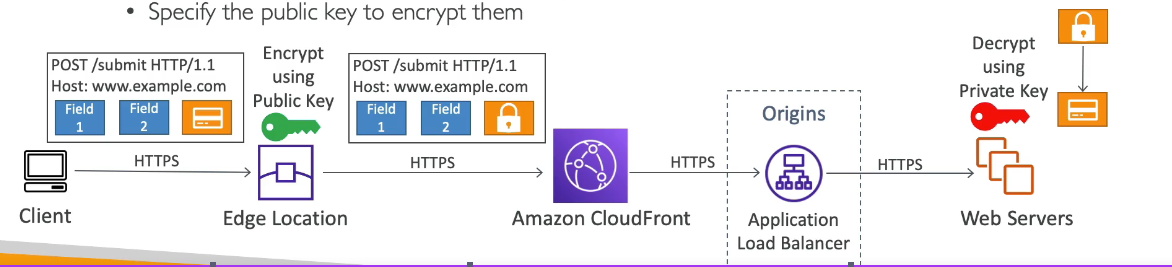 • Specify the public key to encrypt them
POST /submit HTTP/1.1
Host: www.example.com
Field
1
Field
2
Encrypt
using
Public Key
POST /submit HTTP/1.1
Host: www.example.com
Field
1
Field
2
Decrypt
using
Private Key
Origins
HTTPS
HTTPS
HTTPS
HTTPS
Client
Edge Location
Amazon CloudFront
Application
Load Balancer
Web Servers